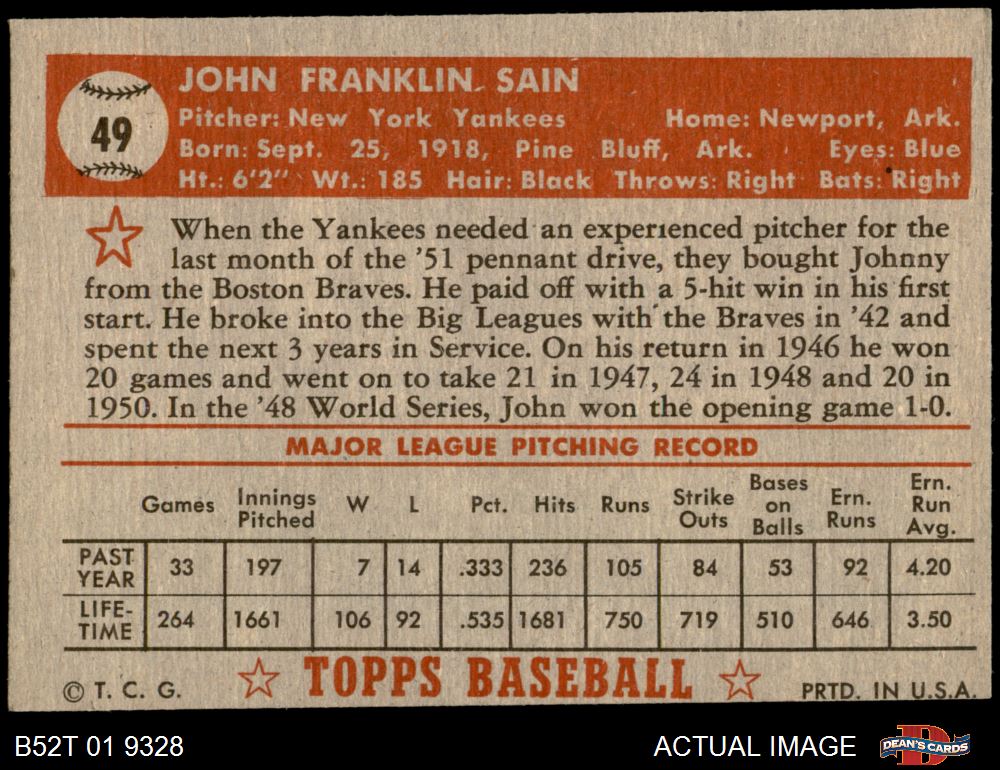 49
JOHN FRANKLIN SAIN
Pitcher: New York Yankees Home: Newport, Ark.
Born: Sept. 25, 1918, Pine Bluff, Ark. Eyes: Blue
Ht.: 6'2" Wt.: 185 Hair: Black Throws: Right Bats: Right
When the Yankees needed an experienced pitcher for the
last month of the '51 pennant drive, they bought Johnny
from the Boston Braves. He paid off with a 5-hit win in his first
start. He broke into the Big Leagues with the Braves in '42 and
spent the next 3 years in Service. On his return in 1946 he won
20 games and went on to take 21 in 1947, 24 in 1948 and 20 in
1950. In the '48 World Series, John won the opening game 1-0.
MAJOR LEAGUE PITCHING RECORD
Games Innings Pitched W L Pct. Hits Runs Strike Outs Bases on Balls Ern. Runs Ern. Run Avg.
PAST YEAR 33 197 7 14 .333 236 105 84 53 92 4.20
LIFE-TIME 264 1661 106 92 .535 1681 750 719 510 646 3.50
© T. C. G. TOPPS BASEBALL PRTD. IN U.S.A.
B52T 01 9328 ACTUAL IMAGE DEAN'S CARDS